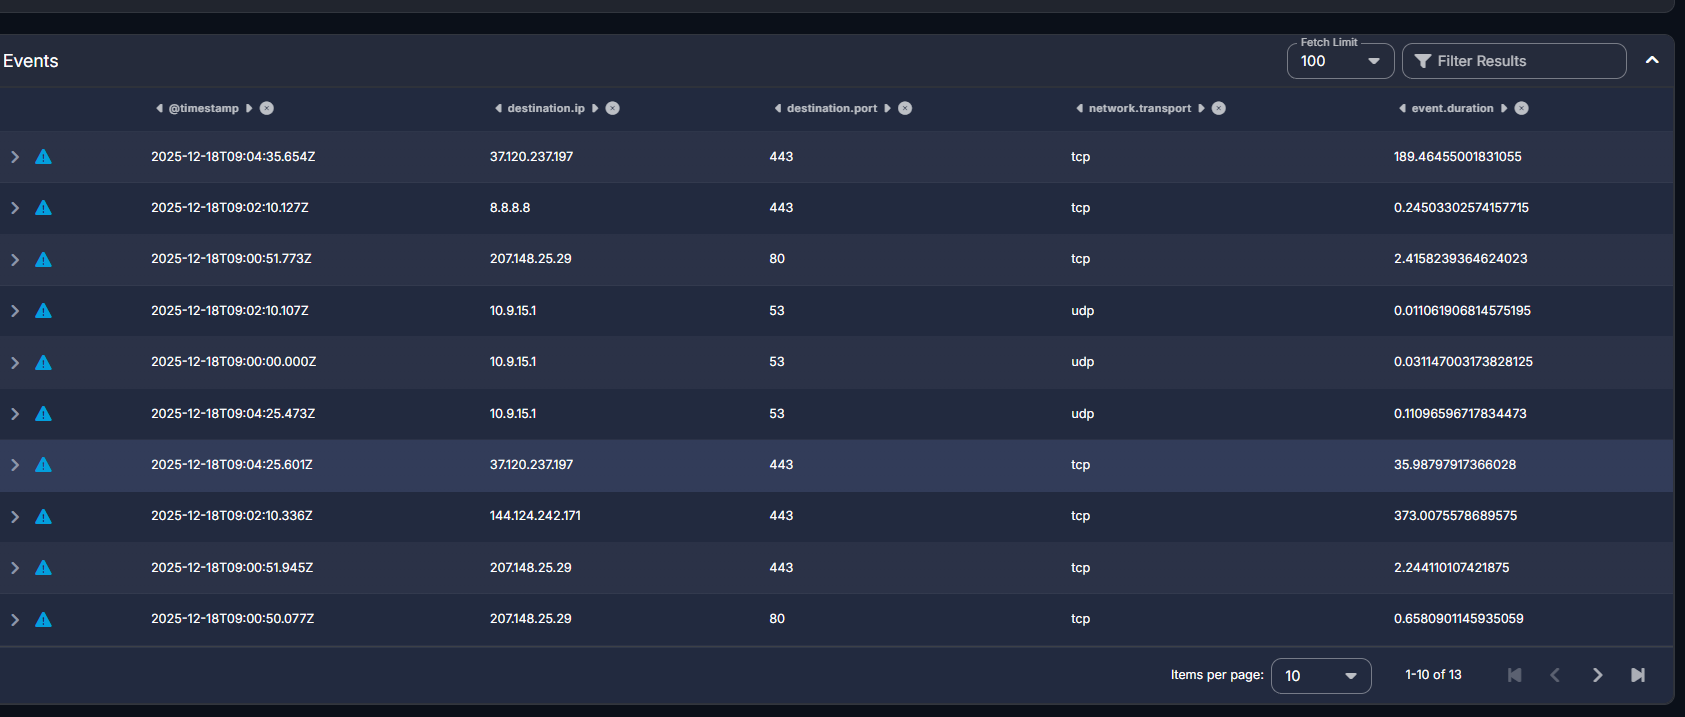 Events
Fetch Limit
100
Filter Results
@timestamp destination.ip destination.port network.transport event.duration
2025-12-18T09:04:35.654Z 37.120.237.197 443 tcp 189.46455001831055
2025-12-18T09:02:10.127Z 8.8.8.8 443 tcp 0.24503302574157715
2025-12-18T09:00:51.773Z 207.148.25.29 80 tcp 2.4158239364624023
2025-12-18T09:02:10.107Z 10.9.15.1 53 udp 0.011061906814575195
2025-12-18T09:00:00.000Z 10.9.15.1 53 udp 0.031147003173828125
2025-12-18T09:04:25.473Z 10.9.15.1 53 udp 0.11096596717834473
2025-12-18T09:04:25.601Z 37.120.237.197 443 tcp 35.98797917366028
2025-12-18T09:02:10.336Z 144.124.242.171 443 tcp 373.0075578689575
2025-12-18T09:00:51.945Z 207.148.25.29 443 tcp 2.244110107421875
2025-12-18T09:00:50.077Z 207.148.25.29 80 tcp 0.6580901145935059
Items per page: 10 1-10 of 13